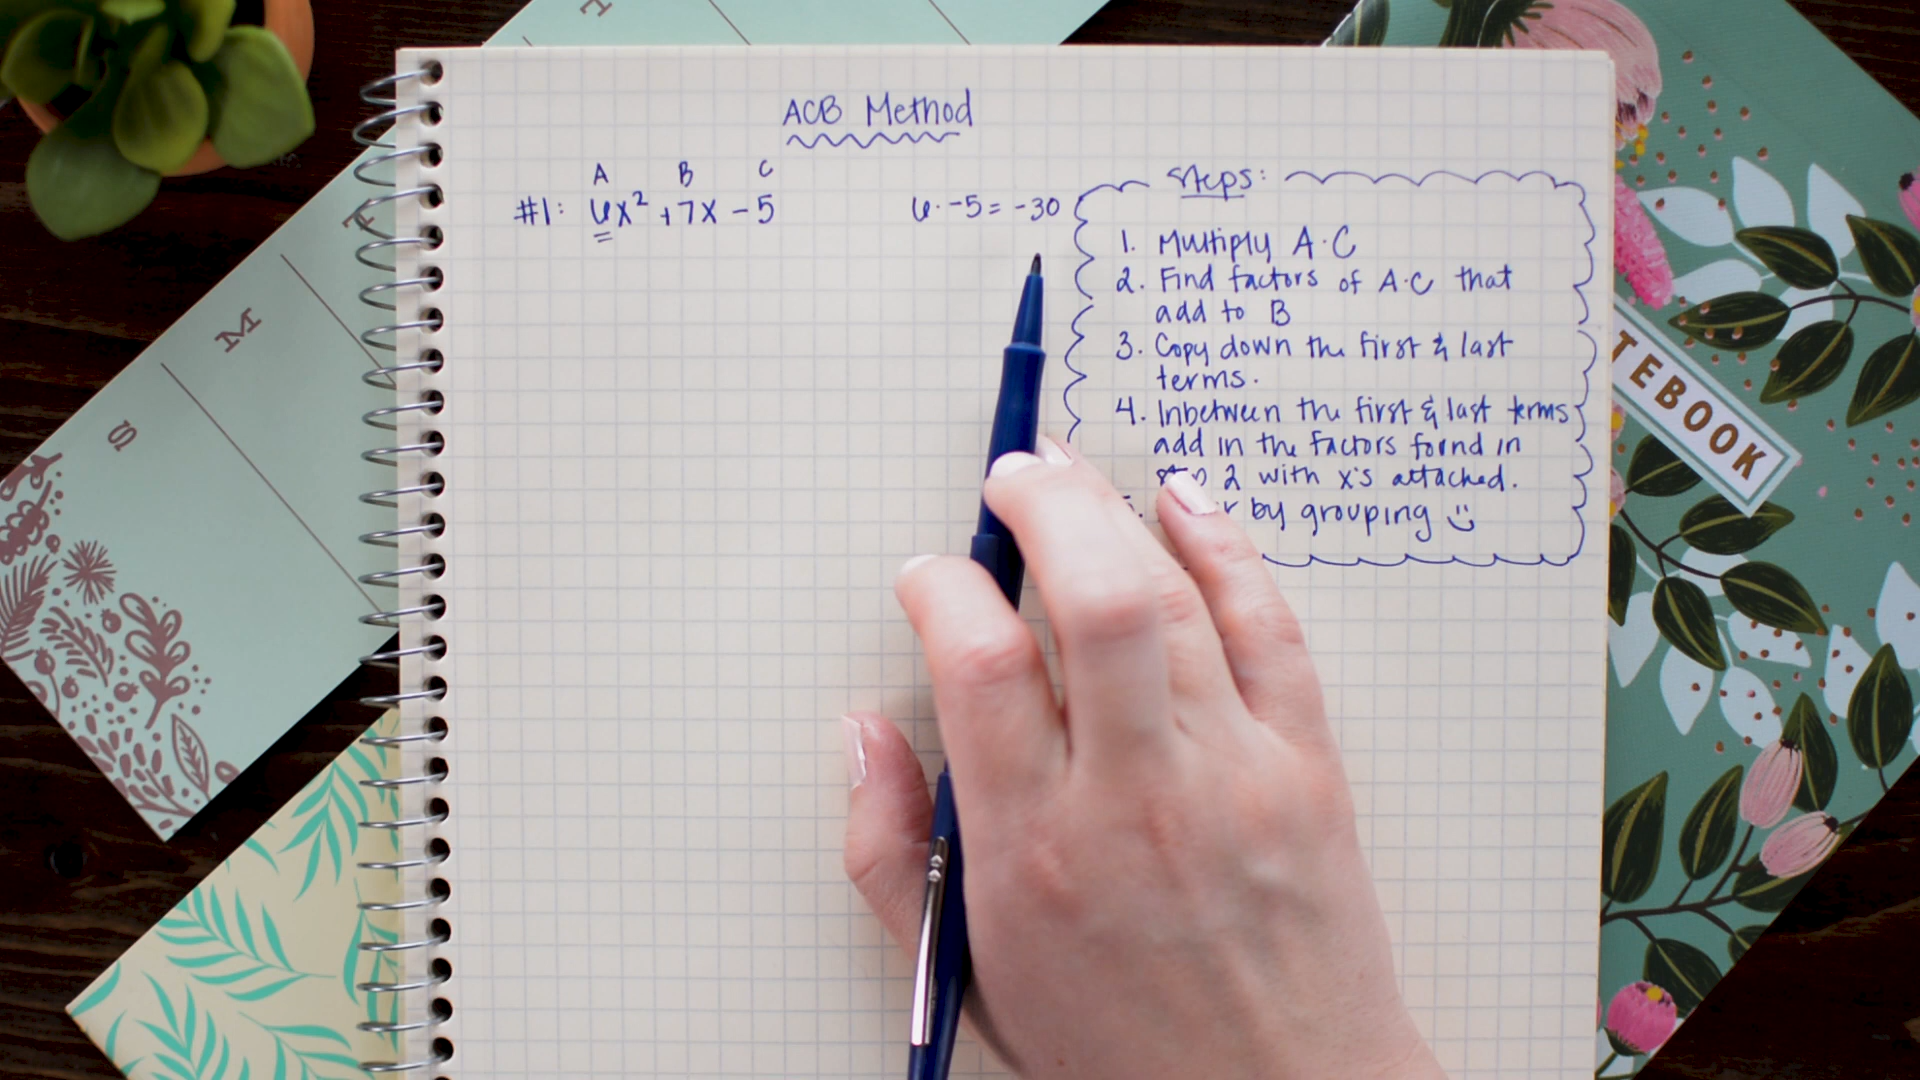 ACB Method
A B C
#1: 6x² +7x -5
6·-5= -30
Steps:
1. Multiply A·C
2. Find factors of A·C that
add to B
3. Copy down the first & last
terms.
4. Inbetween the first & last terms
add in the factors found in
2 with x's attached.
5. by grouping
S
M
T
TEBOOK